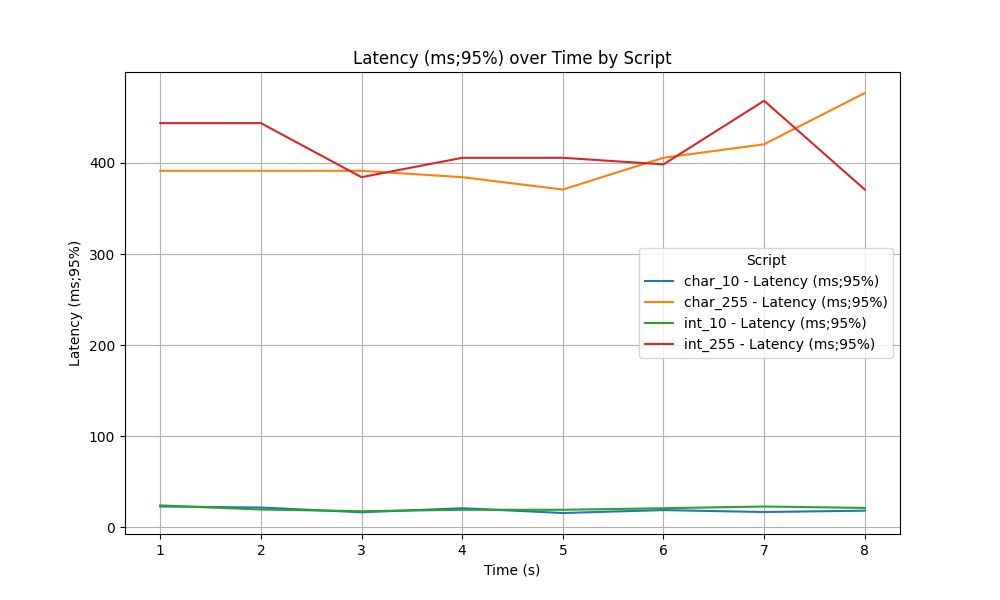 Latency (ms;95%) over Time by Script
Latency (ms;95%)
400
300
200
100
0
Script
char_10 - Latency (ms;95%)
char_255 - Latency (ms;95%)
int_10 - Latency (ms;95%)
int_255 - Latency (ms;95%)
1 2 3 4 5 6 7 8
Time (s)